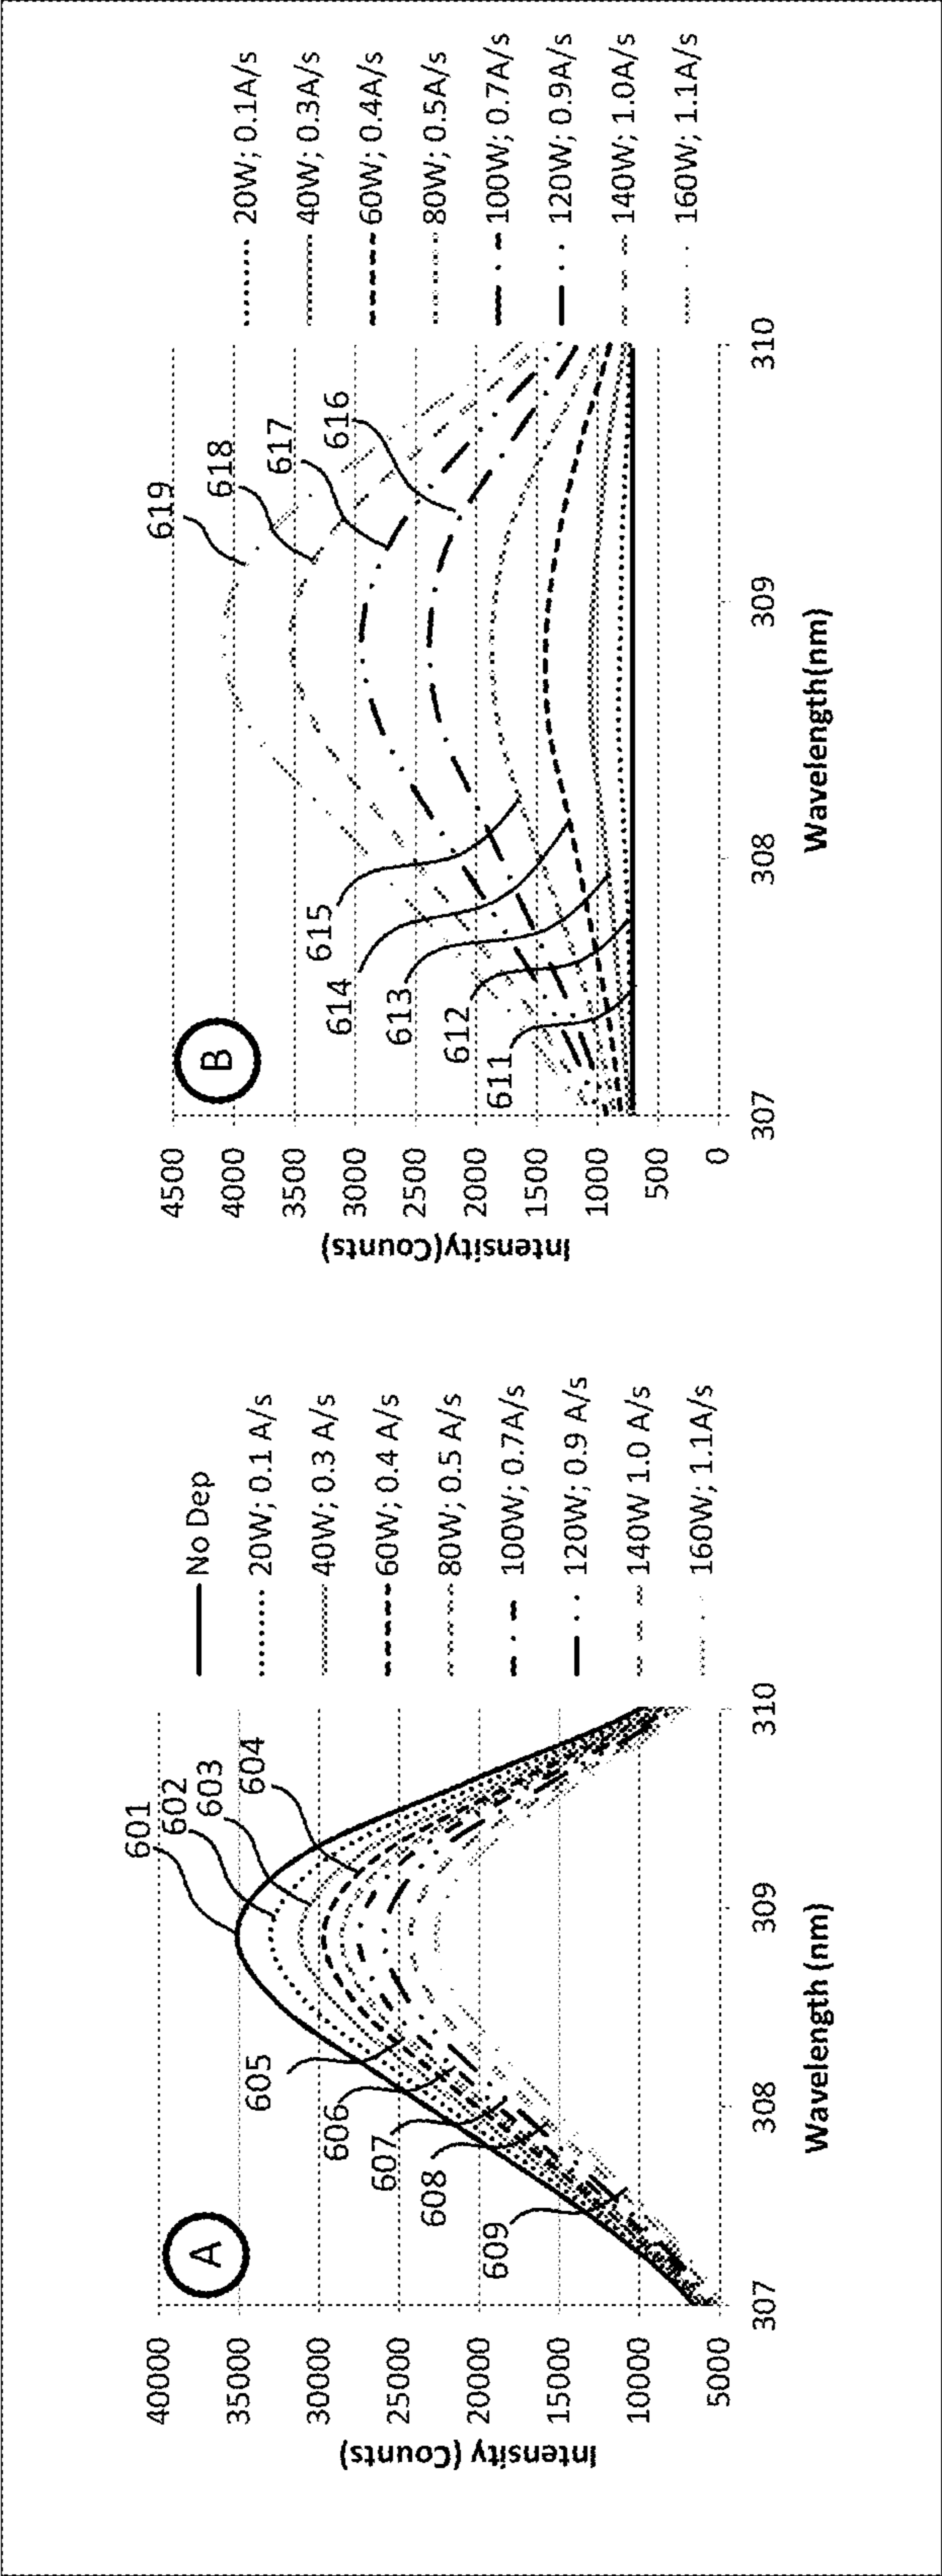 A
40000
35000
30000
25000
20000
15000
10000
5000
Intensity (Counts)
307
308
309
310
Wavelength (nm)
601
602
603
604
605
606
607
608
609
No Dep
20W; 0.1 A/s
40W; 0.3 A/s
60W; 0.4 A/s
80W; 0.5 A/s
100W; 0.7A/s
120W; 0.9 A/s
140W 1.0 A/s
160W; 1.1A/s
B
4500
4000
3500
3000
2500
2000
1500
1000
500
0
Intensity(Counts)
307
308
309
310
Wavelength(nm)
619
618
617
616
615
614
613
612
611
20W; 0.1A/s
40W; 0.3A/s
60W; 0.4A/s
80W; 0.5A/s
100W; 0.7A/s
120W; 0.9A/s
140W; 1.0A/s
160W; 1.1A/s